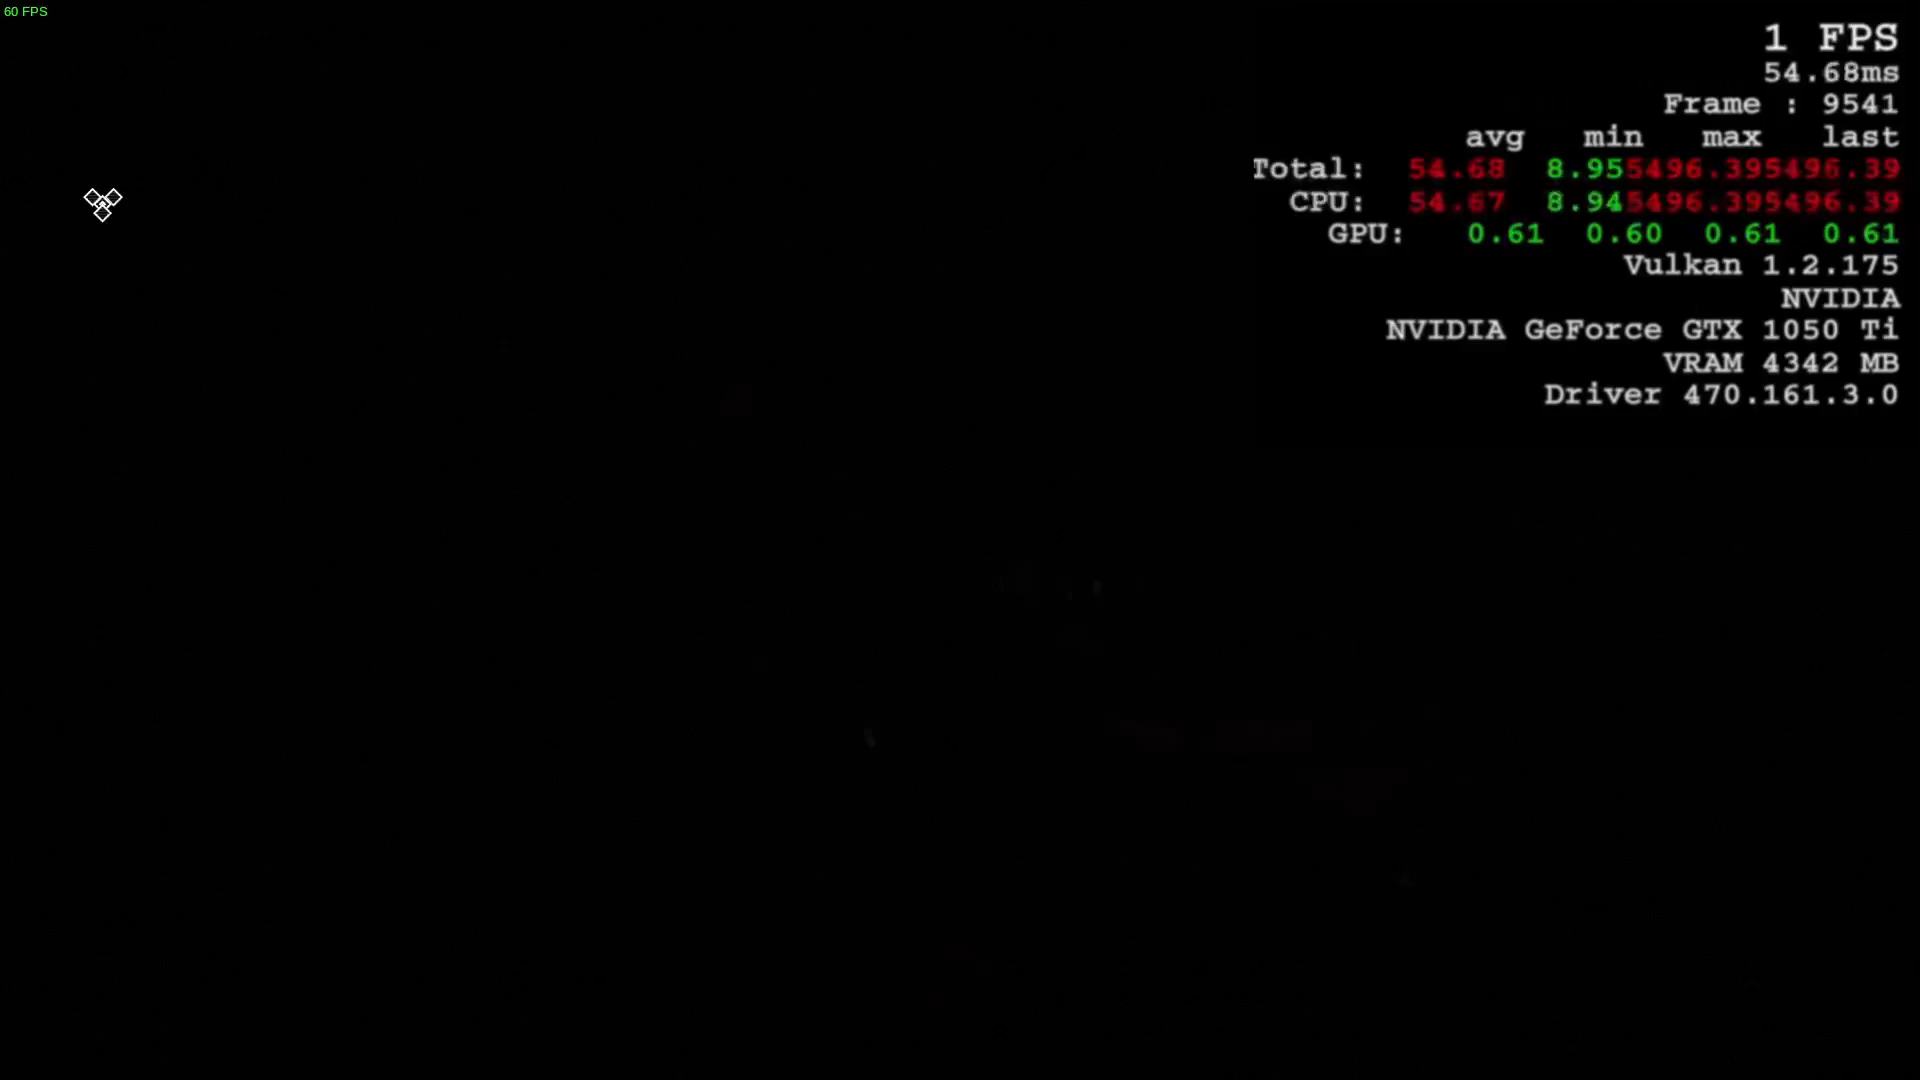 60 FPS
1 FPS
54.68ms
Frame : 9541
avg min max last
Total: 54.68 8.955496.395496.39
CPU: 54.67 8.945496.395496.39
GPU: 0.61 0.60 0.61 0.61
Vulkan 1.2.175
NVIDIA
NVIDIA GeForce GTX 1050 Ti
VRAM 4342 MB
Driver 470.161.3.0